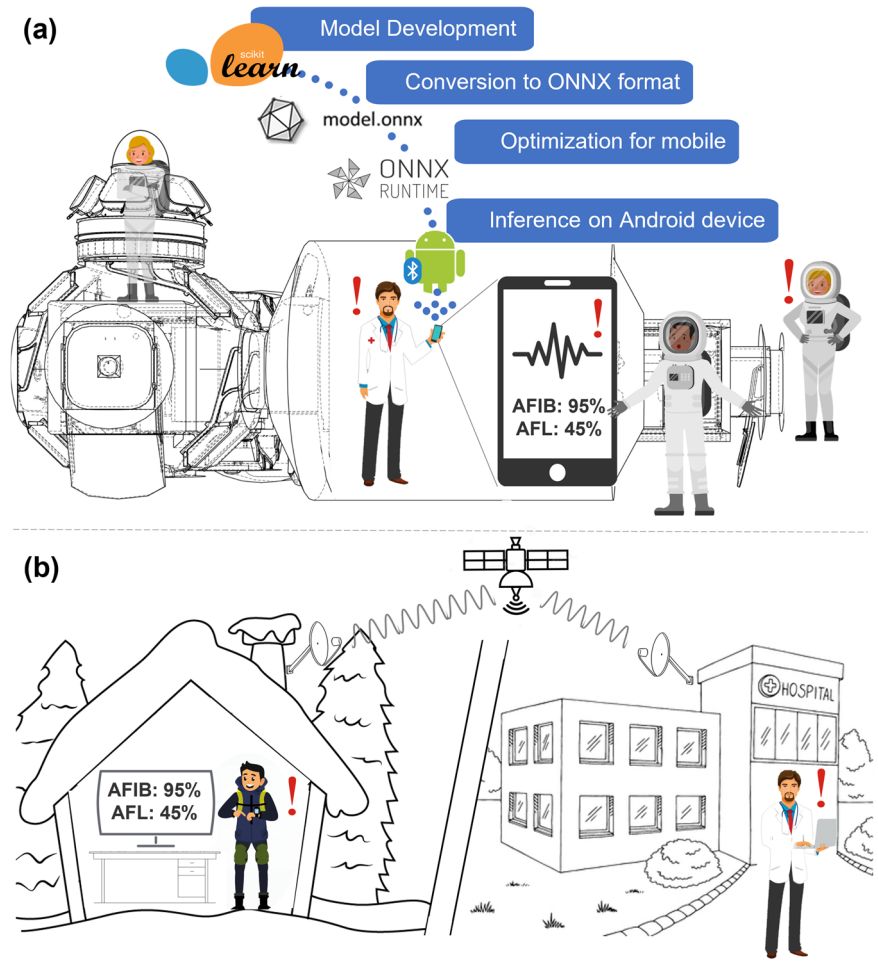 (a)
Model Development
scikit
learn
Conversion to ONNX format
model.onnx
Optimization for mobile
ONNX
RUNTIME
Inference on Android device
!
!
!
AFIB: 95%
AFL: 45%
(b)
HOSPITAL
AFIB: 95%
AFL: 45%
!
!